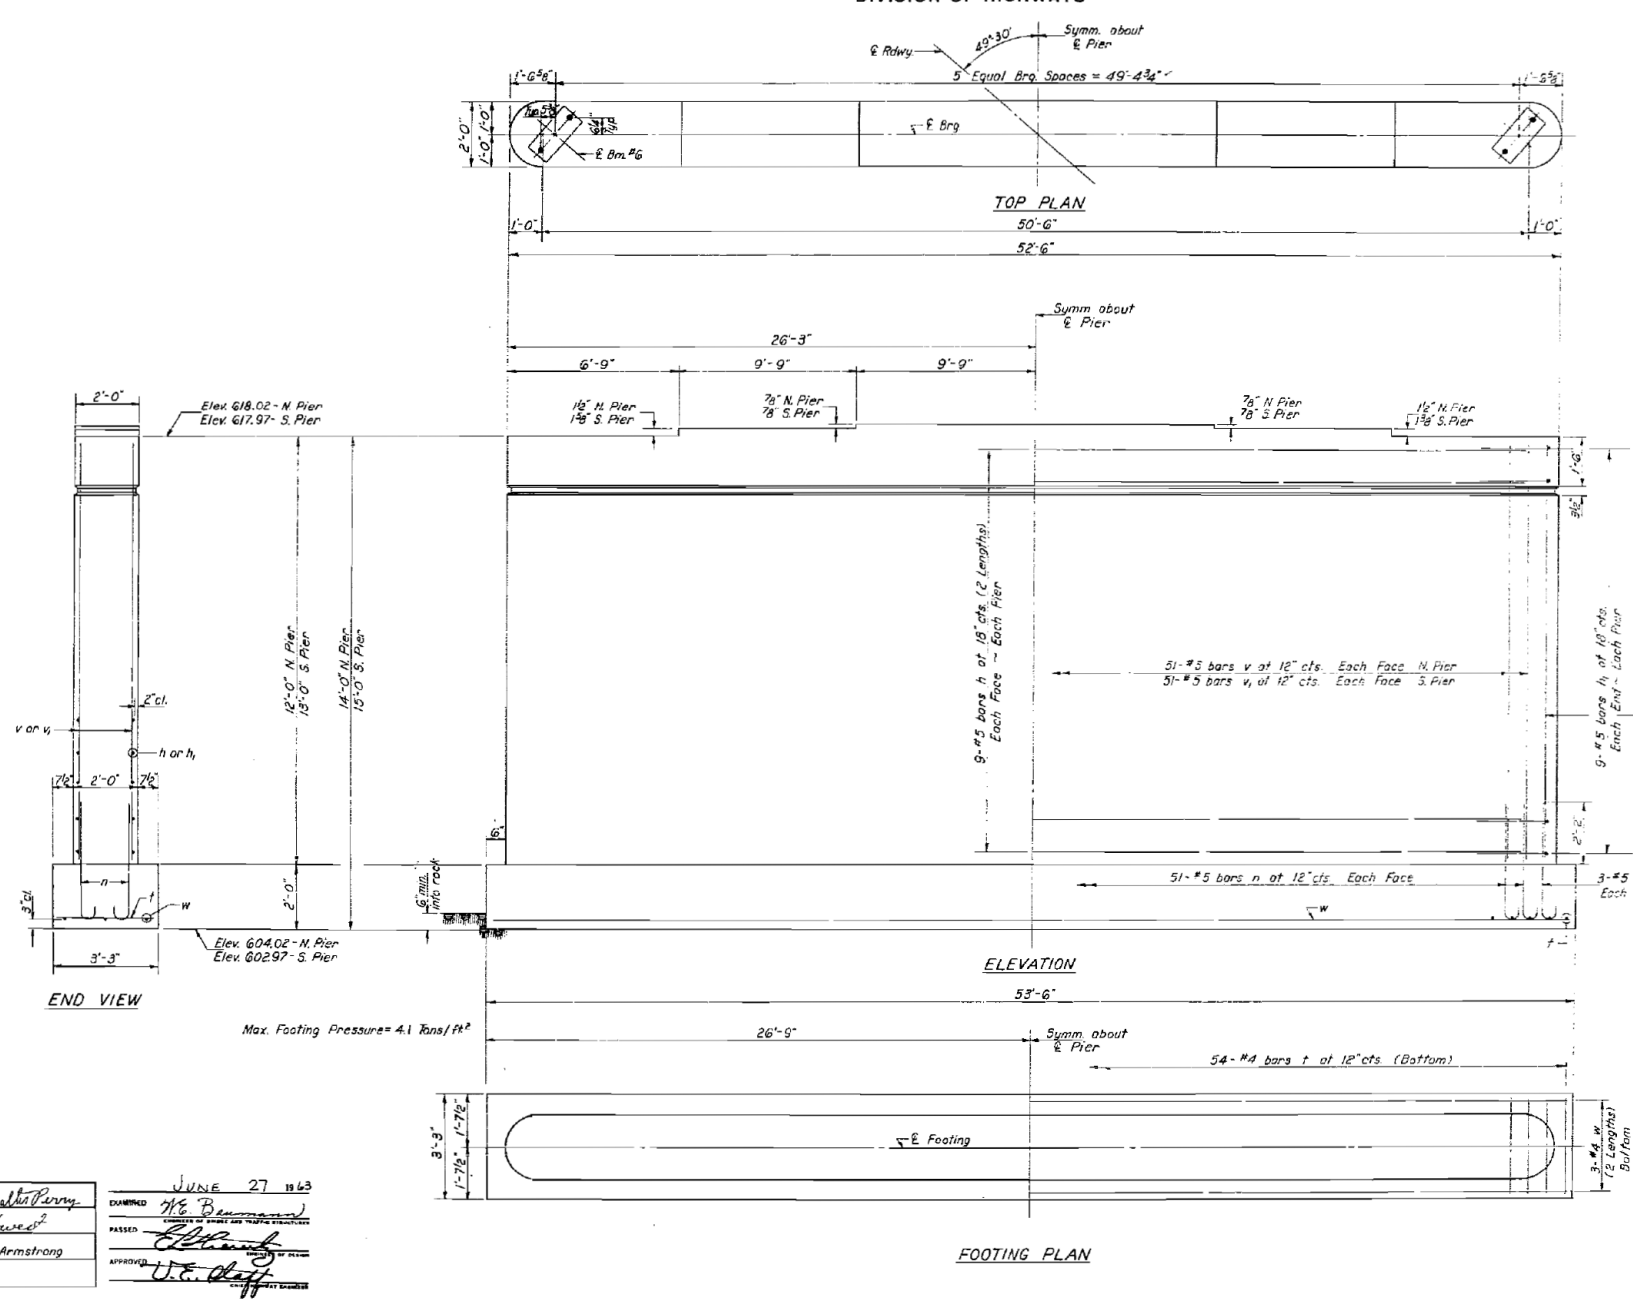 49°30'
Symm. about
℄ Pier
℄ Rdwy.
1'-6⅝"
5 Equal Brg. Spaces = 49'-4¾"
1'-6⅝"
2'-0"
1'-0"
1'-0"
Typ.
℄ Bm #6
℄ Brg
TOP PLAN
1'-0"
50'-6"
1'-0"
52'-6"
Symm about
℄ Pier
26'-3"
6'-9"
9'-9"
9'-9"
2'-0"
Elev. 618.02 - N. Pier
Elev. 617.97 - S. Pier
1½" N. Pier
1⅜" S. Pier
⅞" N. Pier
⅞" S. Pier
⅞" N Pier
⅞" S. Pier
1½" N Pier
1⅜" S. Pier
1'-6"
3½"
9-#5 bars h at 18" cts. (2 Lengths)
Each Face ~ Each Pier
12'-0" N. Pier
13'-0" S. Pier
14'-0" N. Pier
15'-0" S. Pier
51-#5 bars v at 12" cts. Each Face N. Pier
51-#5 bars v₁ at 12" cts. Each Face S. Pier
9-#5 bars h₁ at 18" cts.
Each End ~ Each Pier
2" cl.
v or v₁
h or h₁
7½"
2'-0"
7½"
6"
2'-2"
6" min.
into rock
51-#5 bars n at 12" cts Each Face
3-#5
Each
n
t
w
3" cl.
2'-0"
w
t
Elev. 604.02 - N. Pier
Elev. 602.97 - S. Pier
3'-3"
ELEVATION
END VIEW
53'-6"
Max. Footing Pressure = 4.1 Tons/ft²
26'-9"
Symm. about
℄ Pier
54-#4 bars t at 12" cts. (Bottom)
3'-3"
1'-7½"
1'-7½"
℄ Footing
3-#4 w
(2 Lengths)
Bottom
FOOTING PLAN
JUNE 27 1963
EXAMINED W.E. Baumann
PASSED
APPROVED
Perry
Armstrong